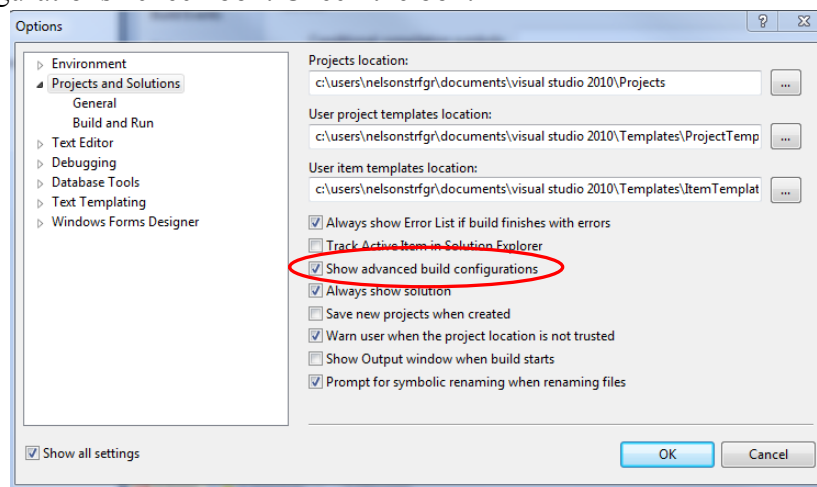 Options
Environment
Projects and Solutions
General
Build and Run
Text Editor
Debugging
Database Tools
Text Templating
Windows Forms Designer
Projects location:
c:\users\nelsonstrfgr\documents\visual studio 2010\Projects
...
User project templates location:
c:\users\nelsonstrfgr\documents\visual studio 2010\Templates\ProjectTemp
...
User item templates location:
c:\users\nelsonstrfgr\documents\visual studio 2010\Templates\ItemTemplat
...
Always show Error List if build finishes with errors
Track Active Item in Solution Explorer
Show advanced build configurations
Always show solution
Save new projects when created
Warn user when the project location is not trusted
Show Output window when build starts
Prompt for symbolic renaming when renaming files
Show all settings
OK
Cancel